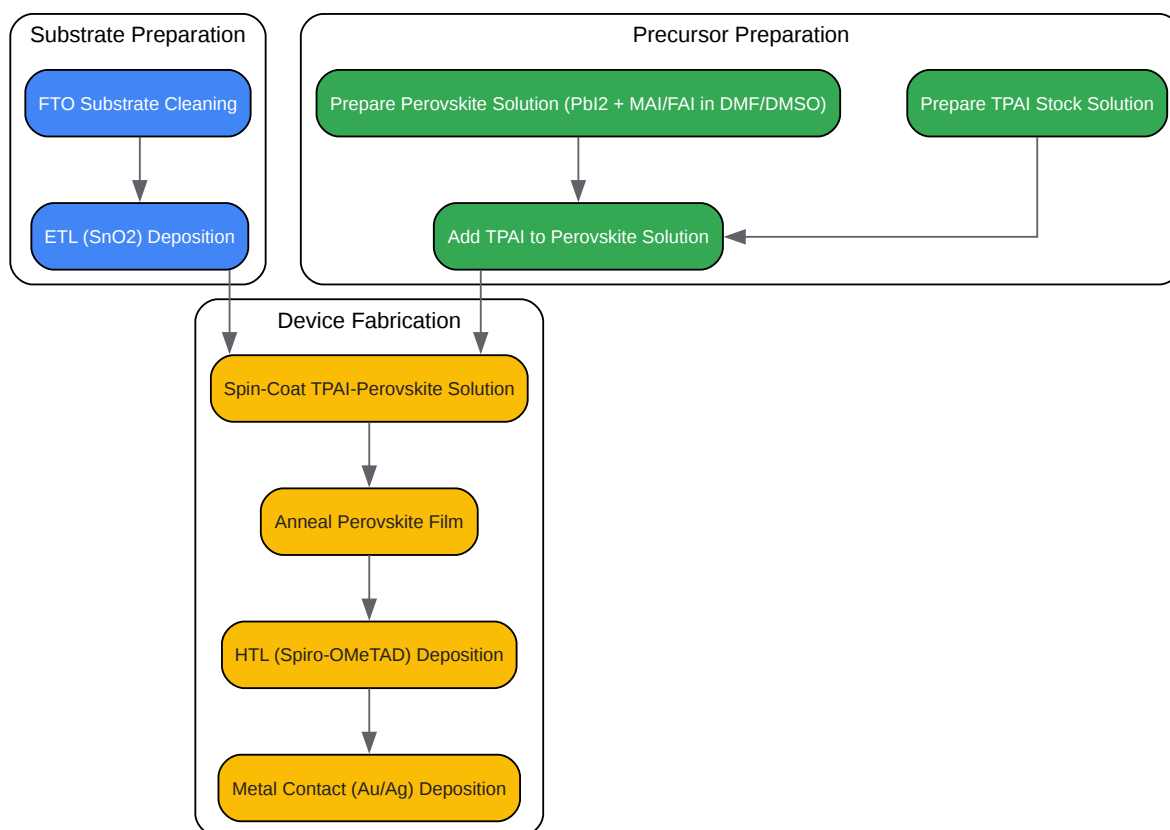 Substrate Preparation
FTO Substrate Cleaning
ETL (SnO2) Deposition
Precursor Preparation
Prepare Perovskite Solution (PbI2 + MAI/FAI in DMF/DMSO)
Prepare TPAI Stock Solution
Add TPAI to Perovskite Solution
Device Fabrication
Spin-Coat TPAI-Perovskite Solution
Anneal Perovskite Film
HTL (Spiro-OMeTAD) Deposition
Metal Contact (Au/Ag) Deposition